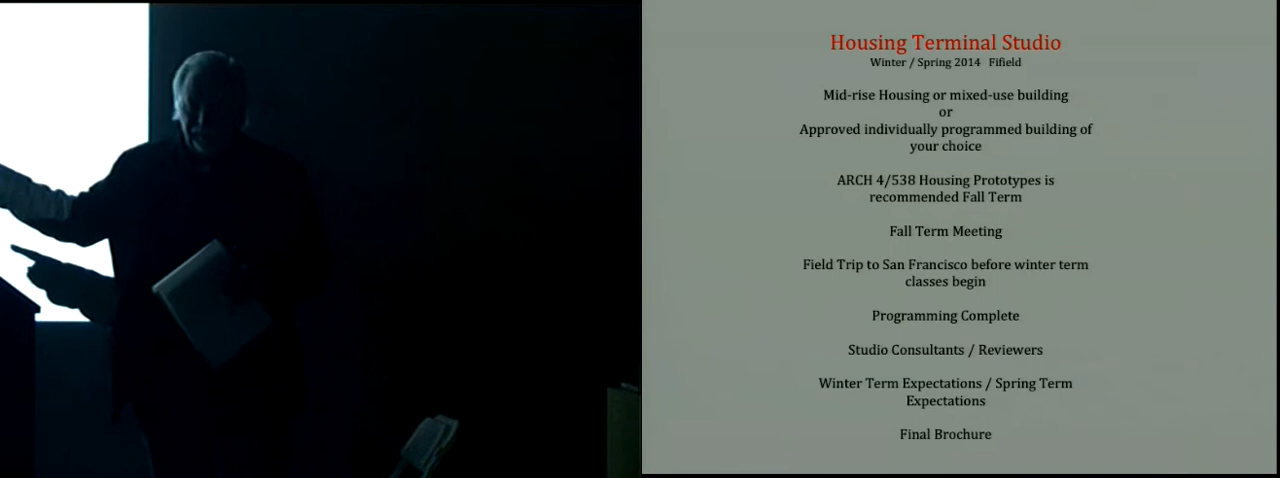 Housing Terminal Studio
Winter / Spring 2014 Fifield
Mid-rise Housing or mixed-use building
or
Approved individually programmed building of
your choice
ARCH 4/538 Housing Prototypes is
recommended Fall Term
Fall Term Meeting
Field Trip to San Francisco before winter term
classes begin
Programming Complete
Studio Consultants / Reviewers
Winter Term Expectations / Spring Term
Expectations
Final Brochure